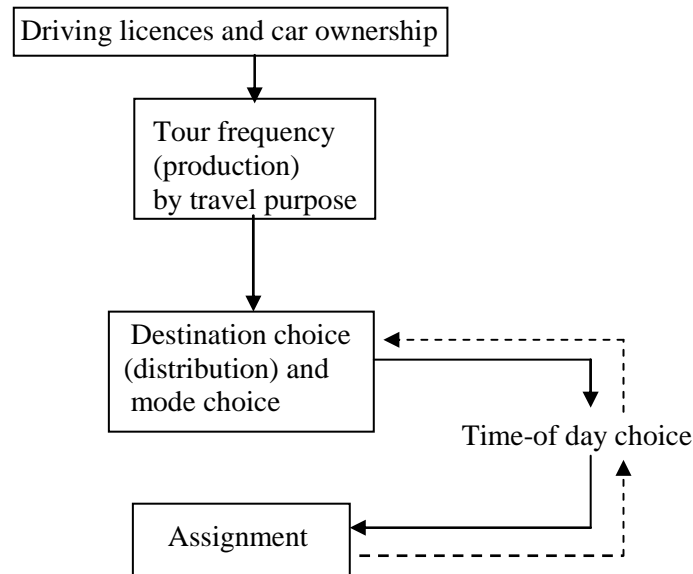 Driving licences and car ownership
Tour frequency
(production)
by travel purpose
Destination choice
(distribution) and
mode choice
Time-of day choice
Assignment